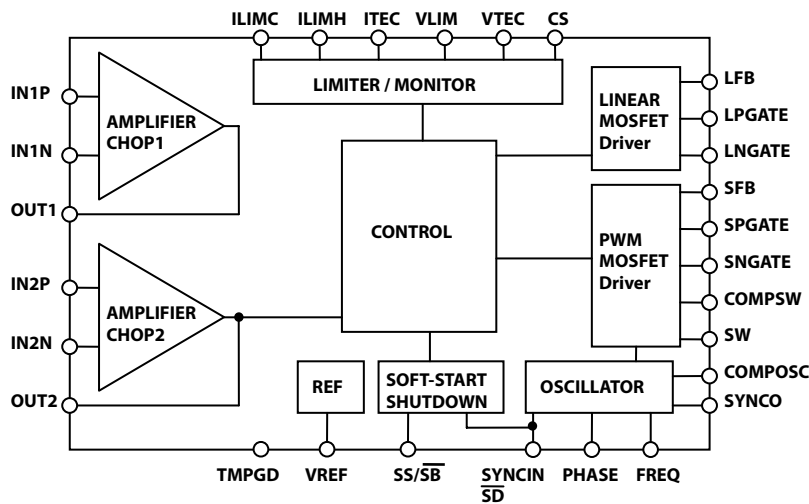 ILIMC ILIMH ITEC VLIM VTEC CS
LIMITER / MONITOR
IN1P
IN1N
OUT1
AMPLIFIER
CHOP1
IN2P
IN2N
OUT2
AMPLIFIER
CHOP2
CONTROL
LINEAR
MOSFET
Driver
LFB
LPGATE
LNGATE
PWM
MOSFET
Driver
SFB
SPGATE
SNGATE
COMPSW
SW
REF
SOFT-START
SHUTDOWN
OSCILLATOR
COMPOSC
SYNCO
TMPGD VREF SS/S̅B̅ SYNCIN PHASE FREQ
S̅D̅